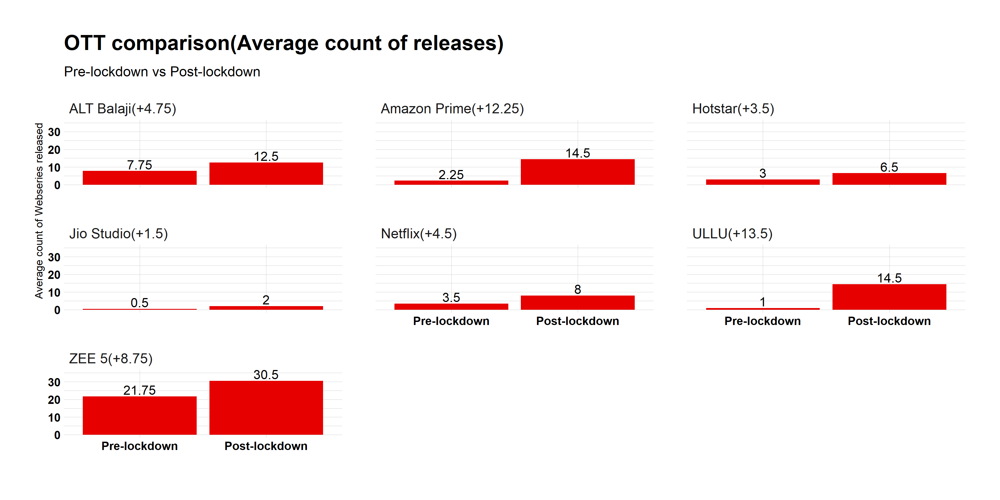 OTT comparison(Average count of releases)
Pre-lockdown vs Post-lockdown
Average count of Webseries released
ALT Balaji(+4.75)
30
20
10
0
7.75
12.5
Amazon Prime(+12.25)
2.25
14.5
Hotstar(+3.5)
3
6.5
Jio Studio(+1.5)
30
20
10
0
0.5
2
Netflix(+4.5)
3.5
8
Pre-lockdown
Post-lockdown
ULLU(+13.5)
1
14.5
Pre-lockdown
Post-lockdown
ZEE 5(+8.75)
30
20
10
0
21.75
30.5
Pre-lockdown
Post-lockdown